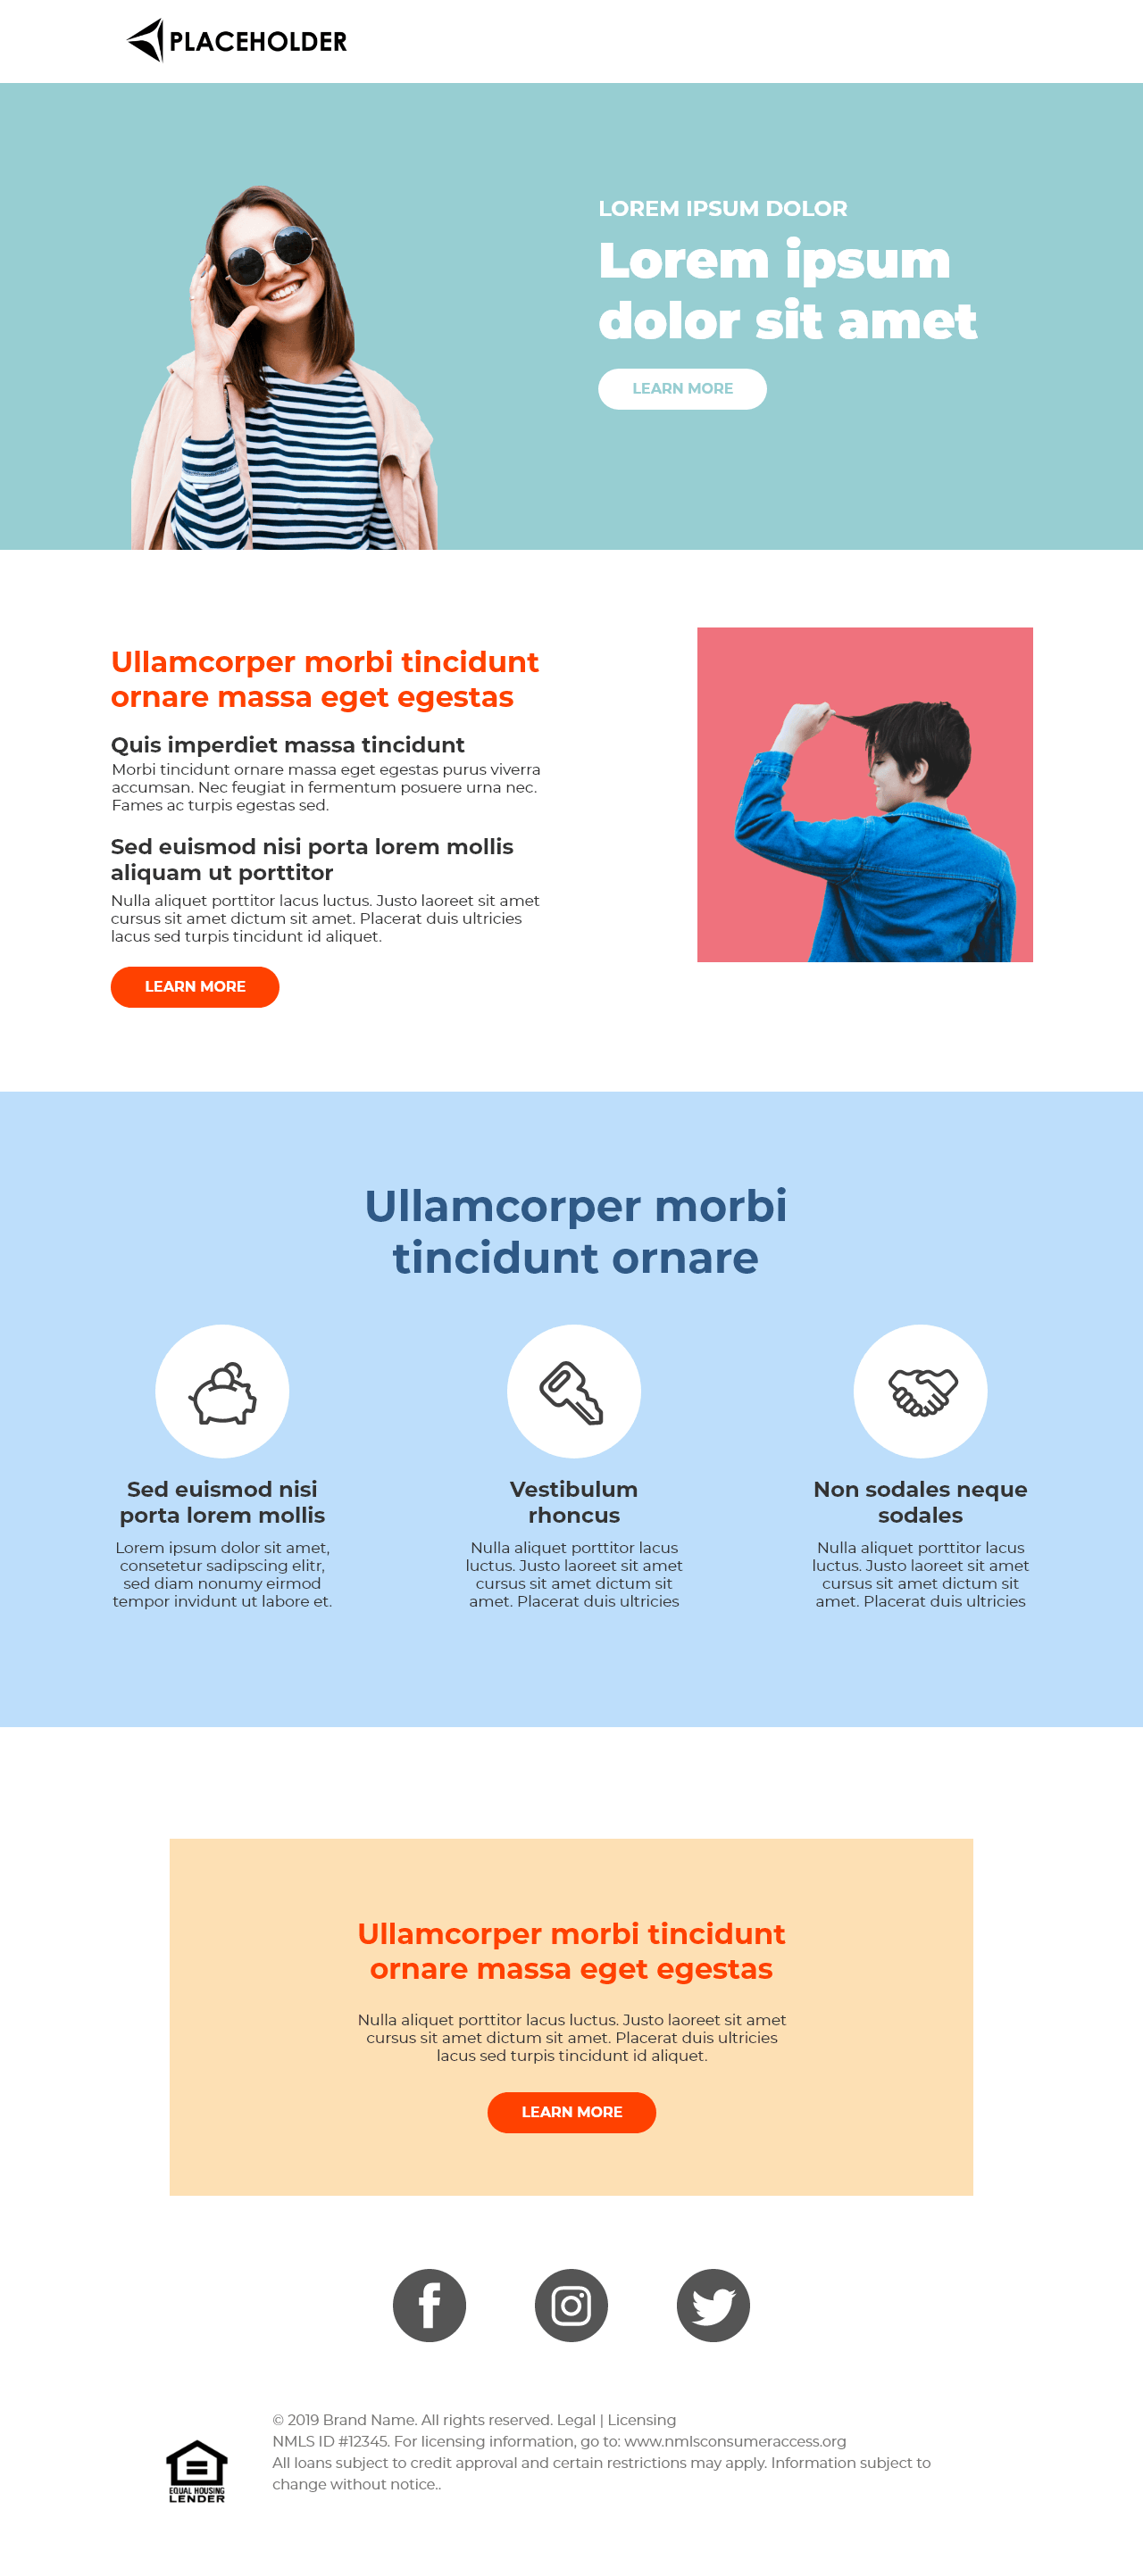 PLACEHOLDER
LOREM IPSUM DOLOR
Lorem ipsum
dolor sit amet
LEARN MORE
Ullamcorper morbi tincidunt
ornare massa eget egestas
Quis imperdiet massa tincidunt
Morbi tincidunt ornare massa eget egestas purus viverra
accumsan. Nec feugiat in fermentum posuere urna nec.
Fames ac turpis egestas sed.
Sed euismod nisi porta lorem mollis
aliquam ut porttitor
Nulla aliquet porttitor lacus luctus. Justo laoreet sit amet
cursus sit amet dictum sit amet. Placerat duis ultricies
lacus sed turpis tincidunt id aliquet.
LEARN MORE
Ullamcorper morbi
tincidunt ornare
Sed euismod nisi
porta lorem mollis
Lorem ipsum dolor sit amet,
consetetur sadipscing elitr,
sed diam nonumy eirmod
tempor invidunt ut labore et.
Vestibulum
rhoncus
Nulla aliquet porttitor lacus
luctus. Justo laoreet sit amet
cursus sit amet dictum sit
amet. Placerat duis ultricies
Non sodales neque
sodales
Nulla aliquet porttitor lacus
luctus. Justo laoreet sit amet
cursus sit amet dictum sit
amet. Placerat duis ultricies
Ullamcorper morbi tincidunt
ornare massa eget egestas
Nulla aliquet porttitor lacus luctus. Justo laoreet sit amet
cursus sit amet dictum sit amet. Placerat duis ultricies
lacus sed turpis tincidunt id aliquet.
LEARN MORE
© 2019 Brand Name. All rights reserved. Legal | Licensing
NMLS ID #12345. For licensing information, go to: www.nmlsconsumeraccess.org
All loans subject to credit approval and certain restrictions may apply. Information subject to
change without notice..
EQUAL HOUSING
LENDER